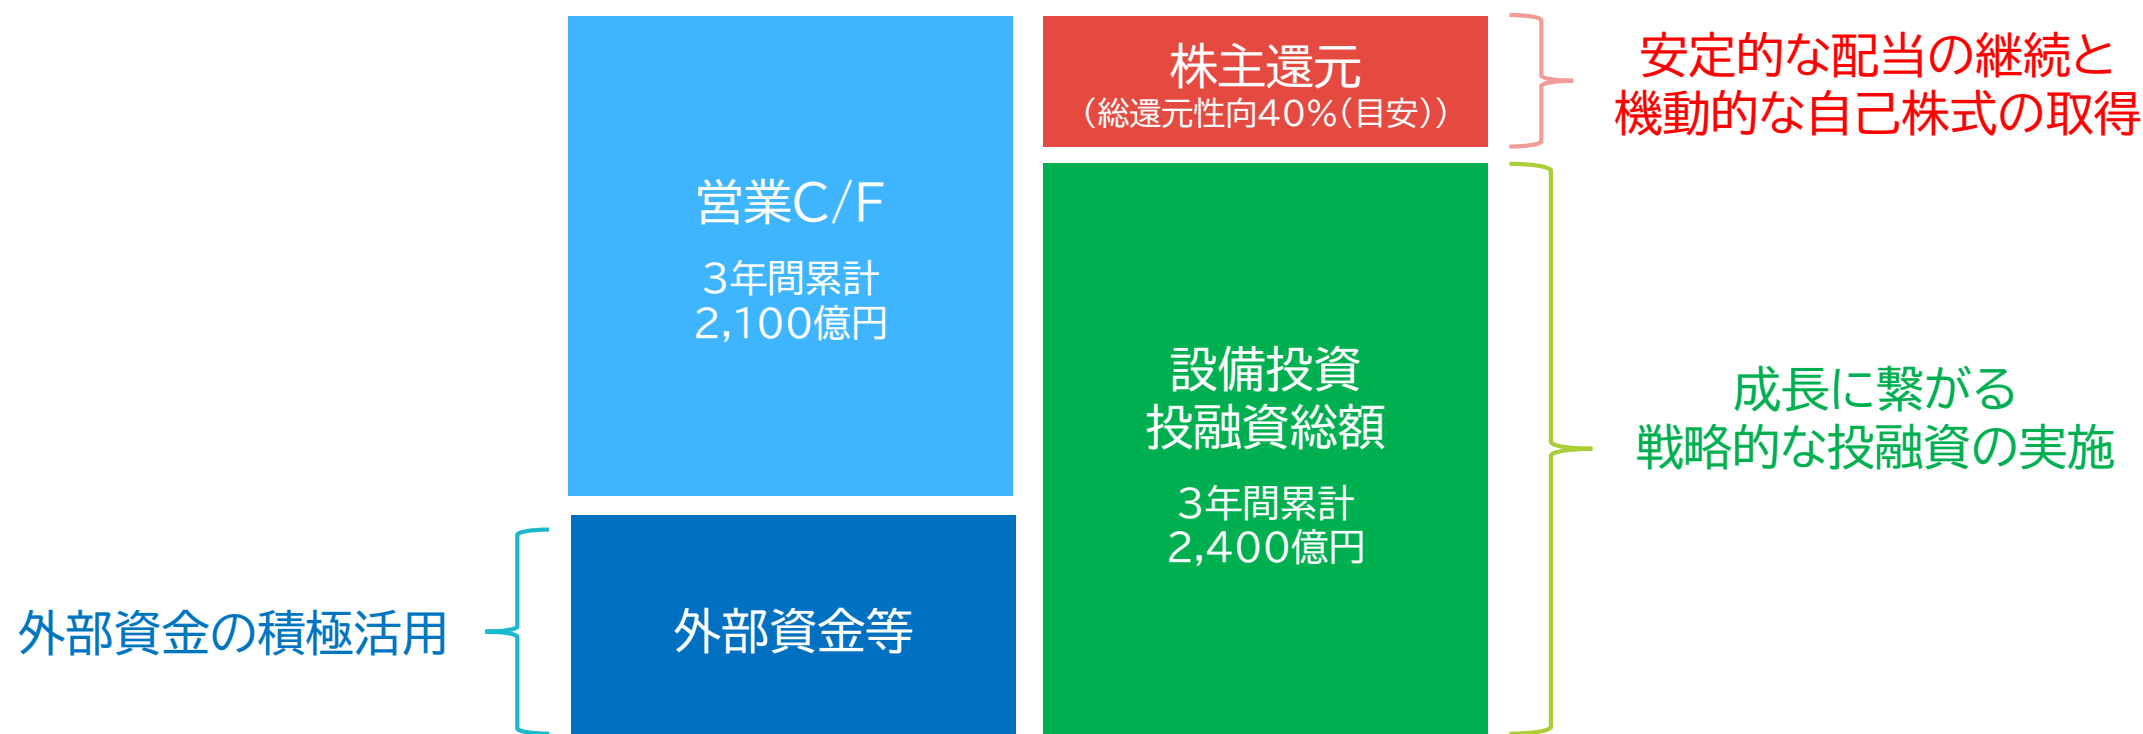 営業C/F
3年間累計
2,100億円
外部資金の積極活用
外部資金等
株主還元
(総還元性向40%(目安))
設備投資
投融資総額
3年間累計
2,400億円
安定的な配当の継続と
機動的な自己株式の取得
成長に繋がる
戦略的な投融資の実施